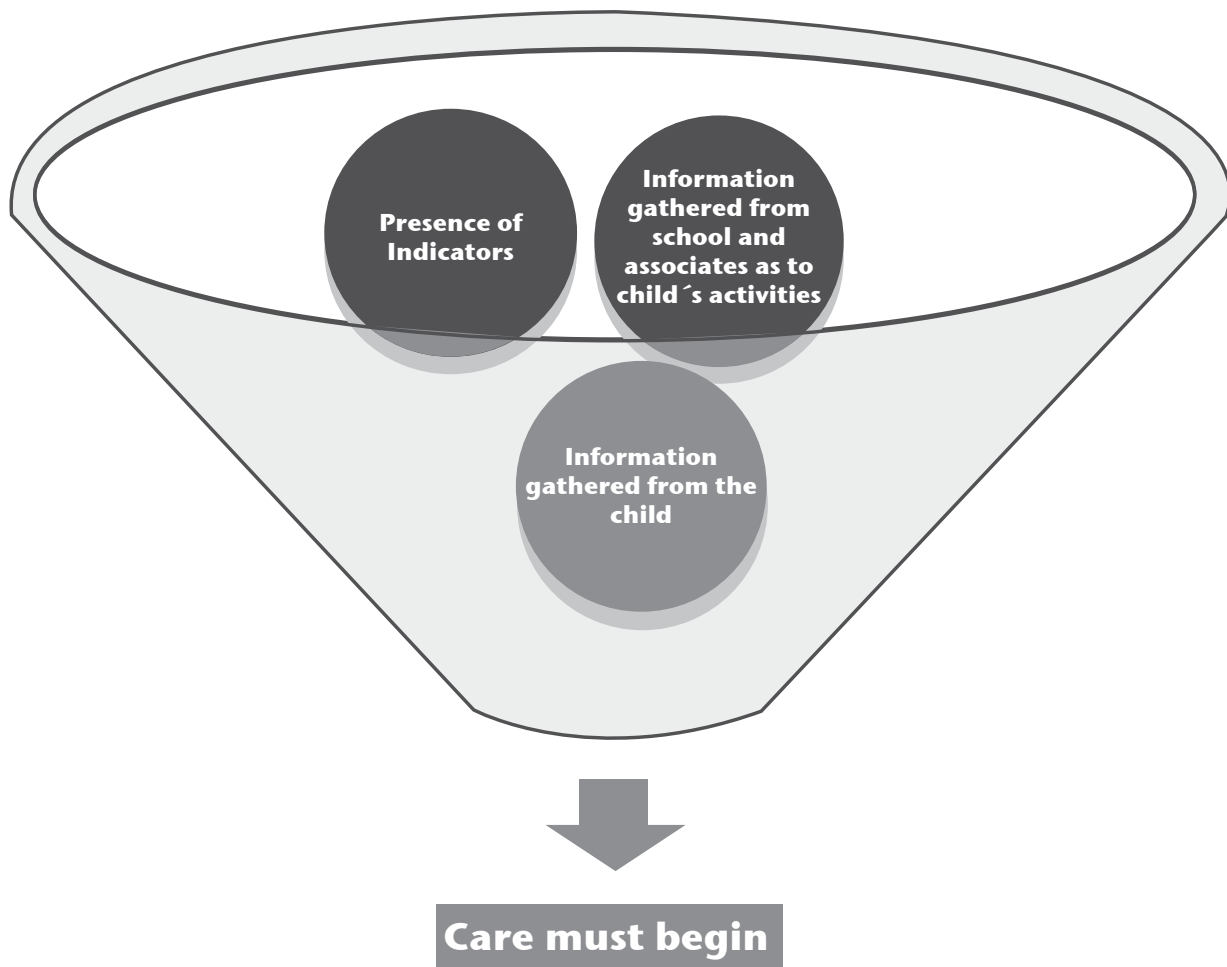 Presence of
Indicators
Information
gathered from
school and
associates as to
child´s activities
Information
gathered from the
child
Care must begin